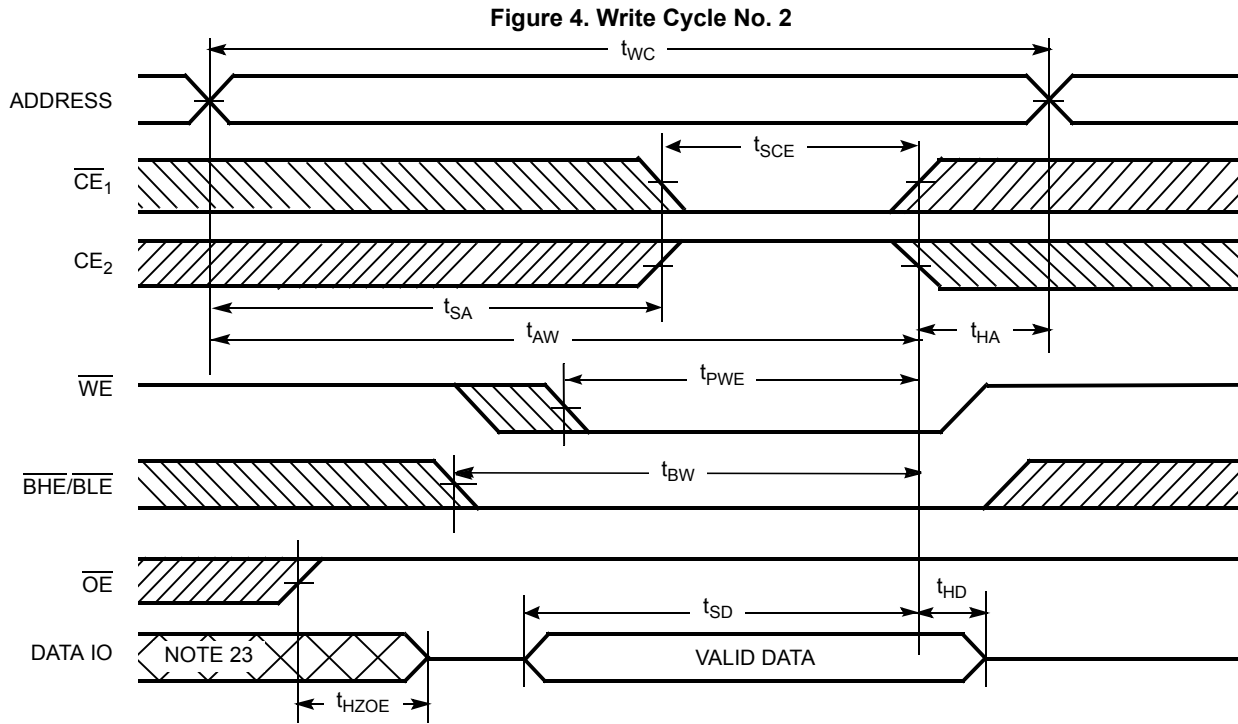 Figure 4. Write Cycle No. 2
tWC
ADDRESS
tSCE
CE1
CE2
tSA
tAW
tHA
tPWE
WE
tBW
BHE/BLE
OE
tHD
tSD
DATA IO
NOTE 23
VALID DATA
tHZOE